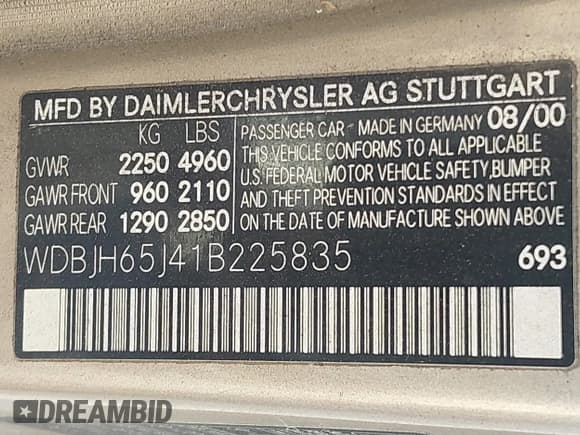 MFD BY DAIMLERCHRYSLER AG STUTTGART
KG LBS
GVWR 2250 4960
GAWR FRONT 960 2110
GAWR REAR 1290 2850
PASSENGER CAR - MADE IN GERMANY 08/00
THIS VEHICLE CONFORMS TO ALL APPLICABLE
U.S. FEDERAL MOTOR VEHICLE SAFETY, BUMPER
AND THEFT PREVENTION STANDARDS IN EFFECT
ON THE DATE OF MANUFACTURE SHOWN ABOVE
WDBJH65J41B225835 693
DREAMBID